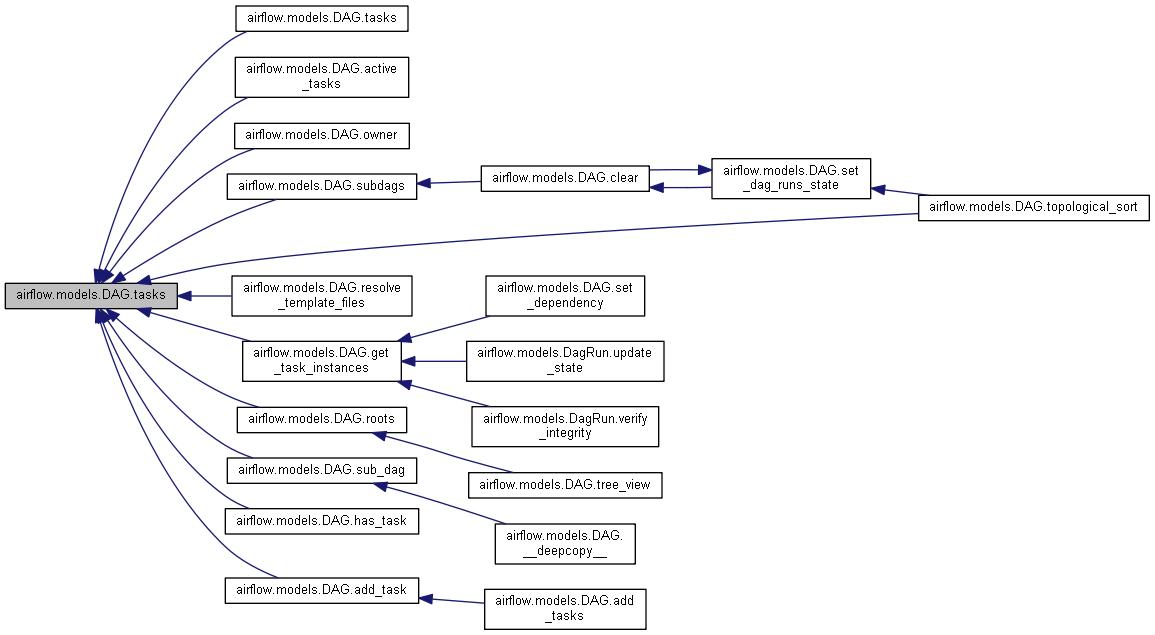 airflow.models.DAG.tasks
airflow.models.DAG.active
_tasks
airflow.models.DAG.owner
airflow.models.DAG.subdags
airflow.models.DAG.clear
airflow.models.DAG.set
_dag_runs_state
airflow.models.DAG.topological_sort
airflow.models.DAG.tasks
airflow.models.DAG.resolve
_template_files
airflow.models.DAG.set
_dependency
airflow.models.DAG.get
_task_instances
airflow.models.DagRun.update
_state
airflow.models.DAG.roots
airflow.models.DagRun.verify
_integrity
airflow.models.DAG.sub_dag
airflow.models.DAG.tree_view
airflow.models.DAG.has_task
airflow.models.DAG.
__deepcopy__
airflow.models.DAG.add_task
airflow.models.DAG.add
_tasks